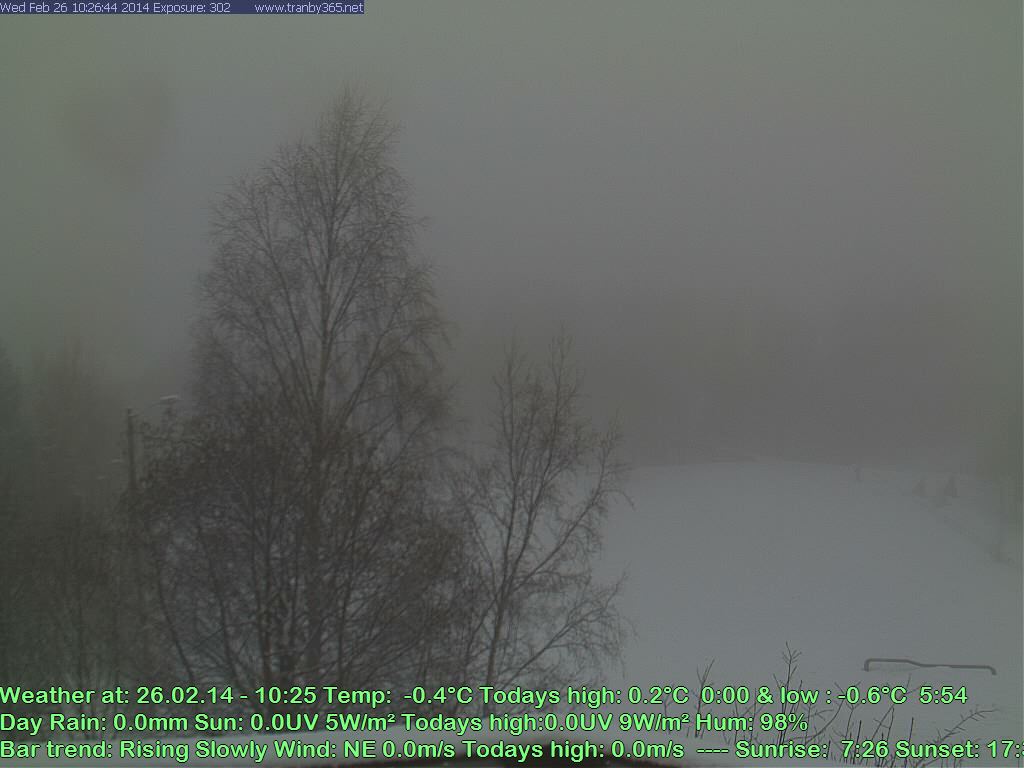 Wed Feb 26 10:26:44 2014 Exposure: 302 www.tranby365.net
Weather at: 26.02.14 - 10:25 Temp: -0.4°C Todays high: 0.2°C 0:00 & low : -0.6°C 5:54
Day Rain: 0.0mm Sun: 0.0UV 5W/m² Todays high:0.0UV 9W/m² Hum: 98%
Bar trend: Rising Slowly Wind: NE 0.0m/s Todays high: 0.0m/s ---- Sunrise: 7:26 Sunset: 17: